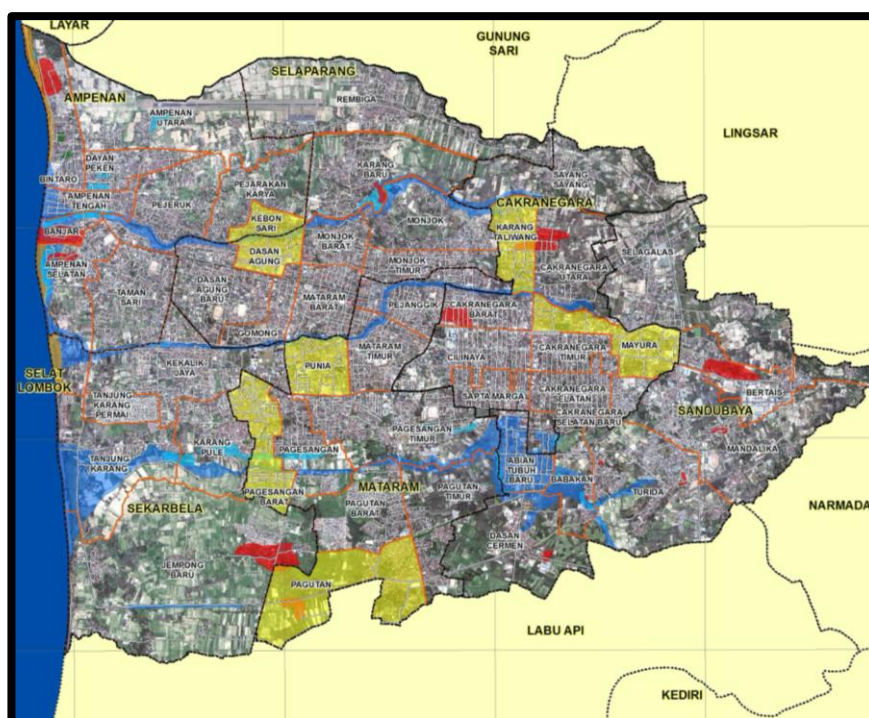 LAYAR
GUNUNG
SARI
SELAPARANG
AMPENAN
REMBIGA
AMPENAN
UTARA
LINGSAR
DAYAN
PEKEN
KARANG
BARU
SAYANG
SAYANG
BINTARO
PEJARAKAN
KARYA
AMPENAN
TENGAH
PEJERUK
CAKRANEGARA
KEBON
SARI
MONJOK
KARANG
TALIWANG
BANJAR
MONJOK
BARAT
DASAN
AGUNG
SELAGALAS
AMPENAN
SELATAN
MONJOK
TIMUR
CAKRANEGARA
UTARA
TAMAN
SARI
DASAN
AGUNG
BARU
MATARAM
BARAT
PEJANGGIK
CAKRANEGARA
BARAT
GOMONG
MATARAM
TIMUR
KEKALIK
JAYA
PUNIA
CILINAYA
CAKRANEGARA
TIMUR
MAYURA
SELAT
LOMBOK
BERTAIS
TANJUNG
KARANG
PERMAI
SAPTA MARGA
CAKRANEGARA
SELATAN
SANDUBAYA
CAKRANEGARA
SELATAN BARU
KARANG
PULE
PAGESANGAN
PAGESANGAN
TIMUR
MANDALIKA
TANJUNG
KARANG
ABIAN
TUBUH
BARU
BABAKAN
MATARAM
PAGUTAN
TIMUR
TURIDA
PAGESANGAN
BARAT
SEKARBELA
PAGUTAN
BARAT
NARMADA
DASAN
CERMEN
JEMPONG
BARU
PAGUTAN
LABU API
KEDIRI